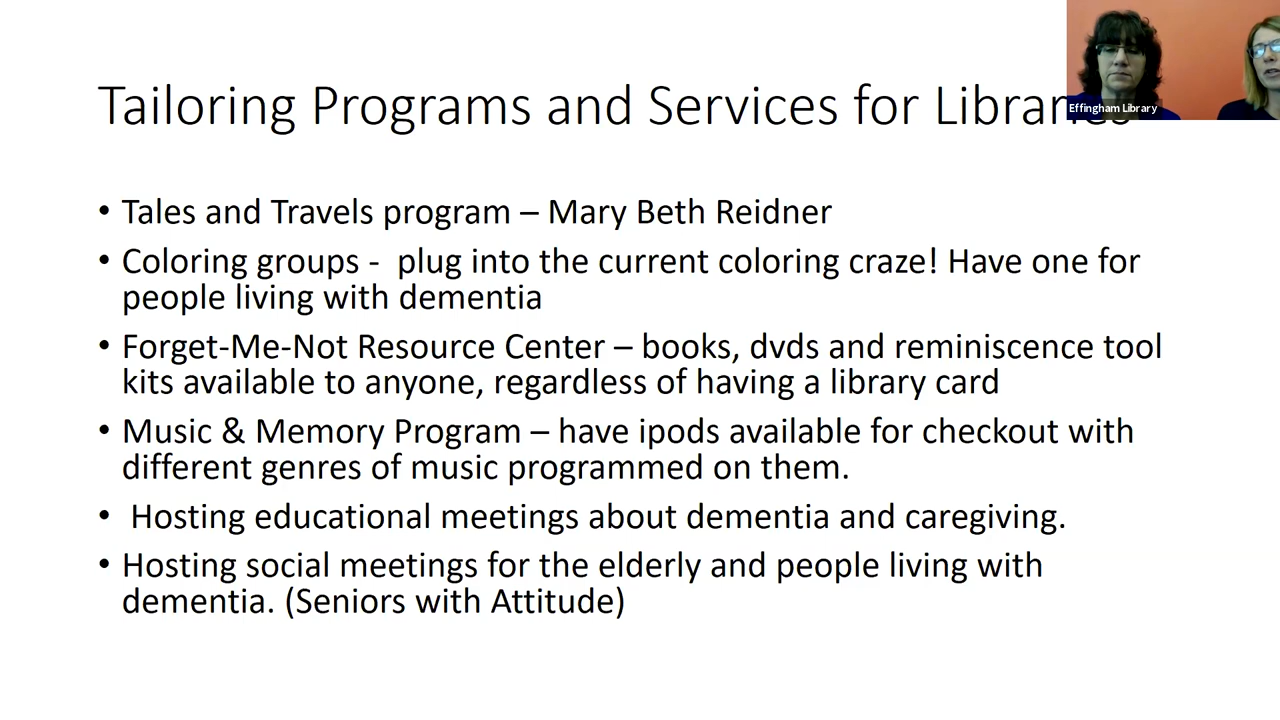 Tailoring Programs and Services for Libraries
Effingham Library
• Tales and Travels program – Mary Beth Reidner
• Coloring groups -  plug into the current coloring craze! Have one for
people living with dementia
• Forget-Me-Not Resource Center – books, dvds and reminiscence tool
kits available to anyone, regardless of having a library card
• Music & Memory Program – have ipods available for checkout with
different genres of music programmed on them.
•  Hosting educational meetings about dementia and caregiving.
• Hosting social meetings for the elderly and people living with
dementia. (Seniors with Attitude)